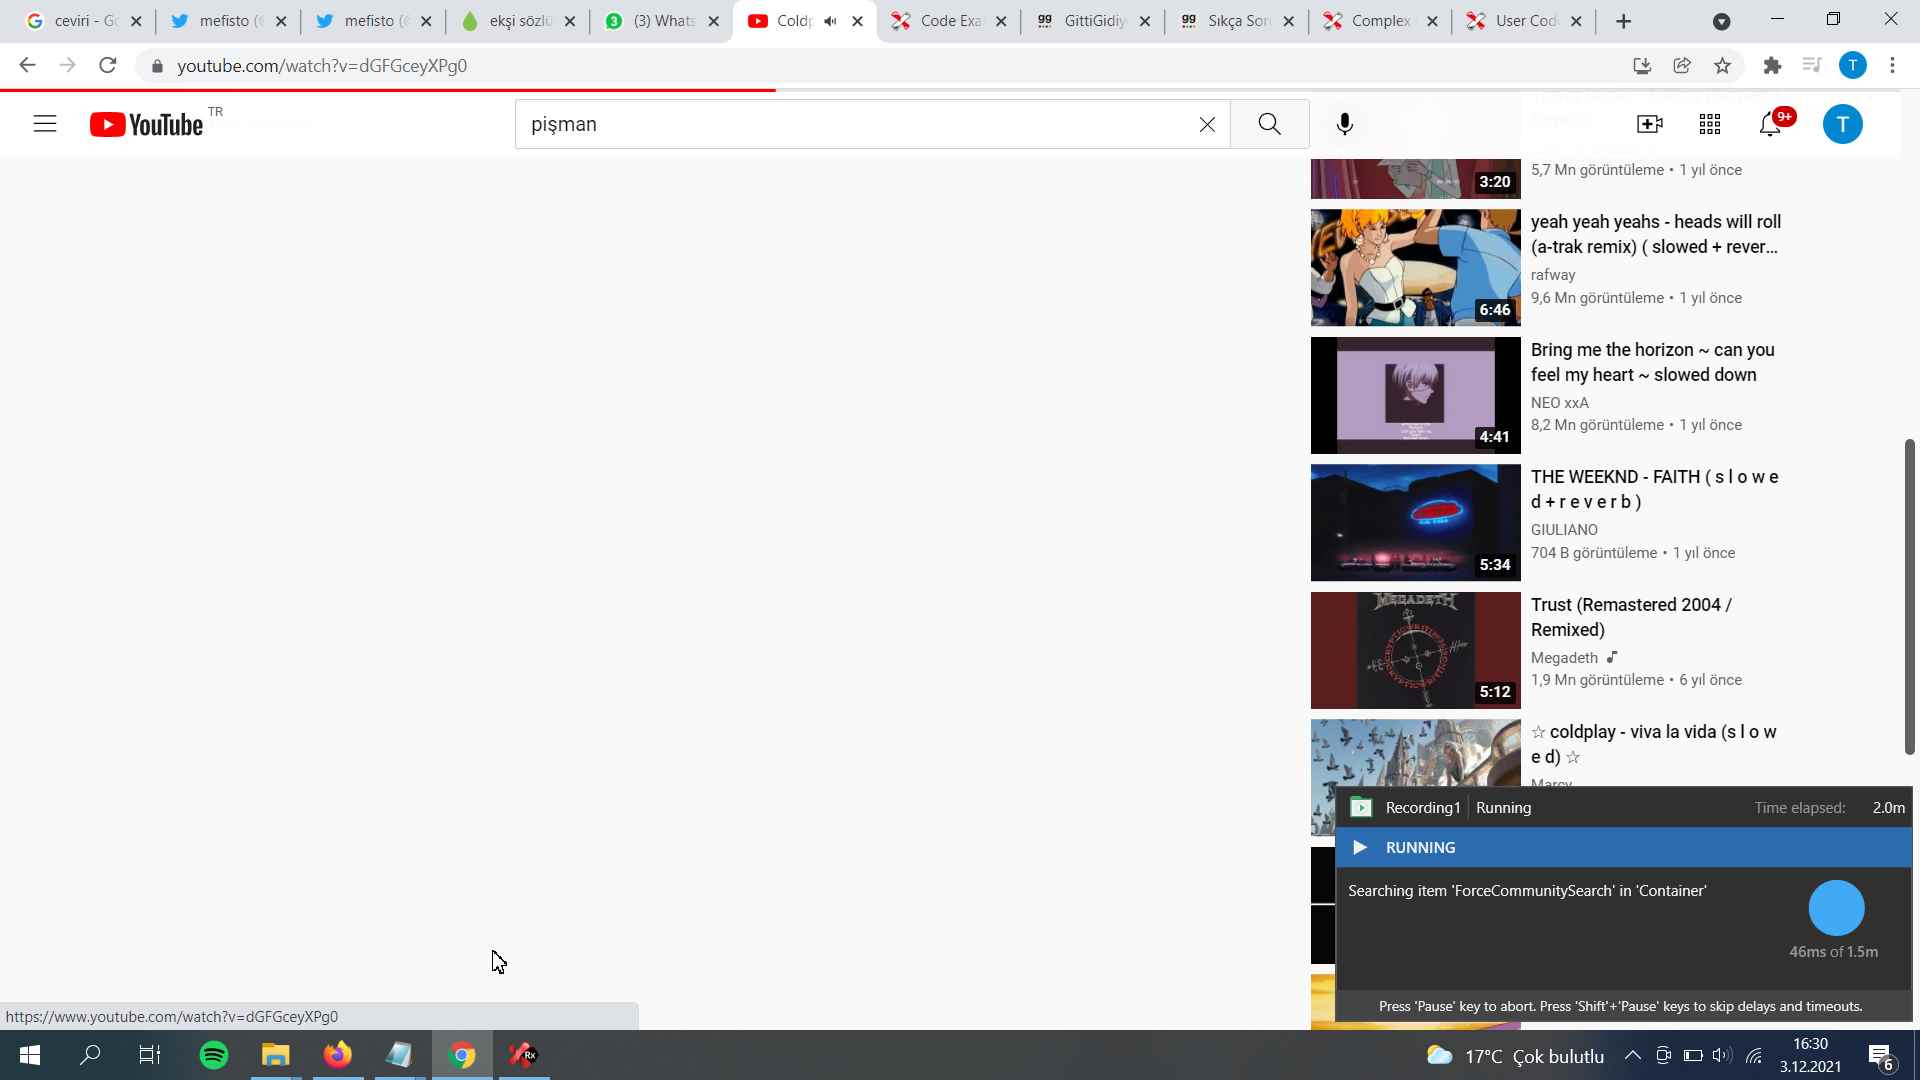 ceviri - Go
mefisto (
mefisto (
ekşi sözlü
(3) Whats
Coldp
Code Exa
GittiGidiy
Sıkça Sor
Complex
User Cod
youtube.com/watch?v=dGFGceyXPg0
T
YouTube TR
pişman
9+
T
3:20
5,7 Mn görüntüleme • 1 yıl önce
yeah yeah yeahs - heads will roll
(a-trak remix) ( slowed + rever...
rafway
9,6 Mn görüntüleme • 1 yıl önce
6:46
Bring me the horizon ~ can you
feel my heart ~ slowed down
NEO xxA
8,2 Mn görüntüleme • 1 yıl önce
4:41
THE WEEKND - FAITH ( s l o w e
d + r e v e r b )
GIULIANO
704 B görüntüleme • 1 yıl önce
5:34
MEGADETH
Trust (Remastered 2004 /
Remixed)
Megadeth
1,9 Mn görüntüleme • 6 yıl önce
5:12
☆ coldplay - viva la vida (s l o w
e d) ☆
Marcy
Recording1 Running Time elapsed: 2.0m
RUNNING
Searching item 'ForceCommunitySearch' in 'Container'
46ms of 1.5m
Press 'Pause' key to abort. Press 'Shift'+'Pause' keys to skip delays and timeouts.
https://www.youtube.com/watch?v=dGFGceyXPg0
Rx
17°C Çok bulutlu
16:30
3.12.2021
6